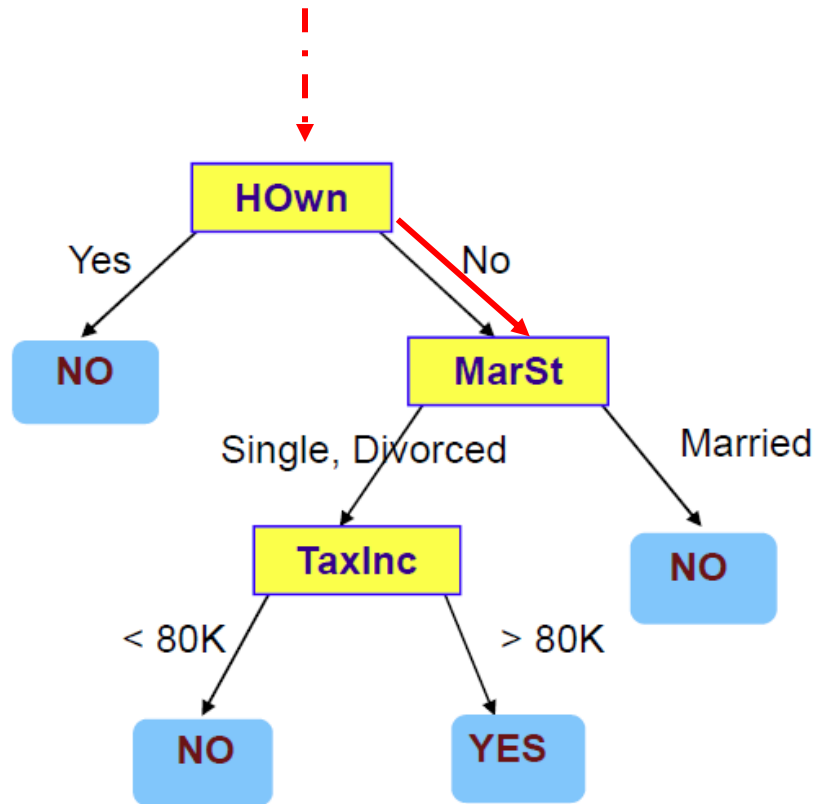 HOwn
Yes
No
NO
MarSt
Single, Divorced
Married
TaxInc
NO
< 80K
> 80K
NO
YES